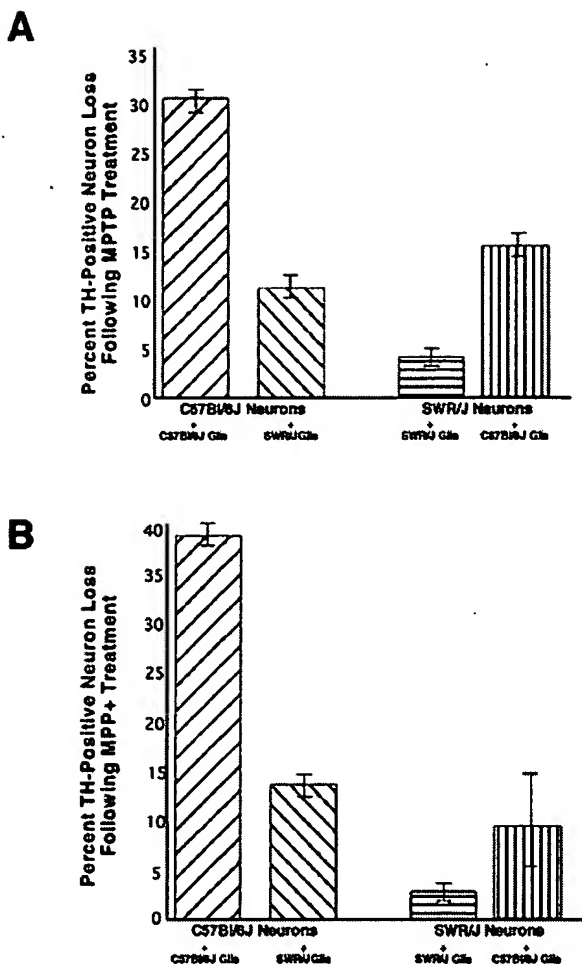 A
Percent TH-Positive Neuron Loss
Following MPTP Treatment
35
30
25
20
15
10
5
0
C57Bl/6J Neurons
SWR/J Neurons
+
+
+
+
C57Bl/6J Glia
SWR/J Glia
SWR/J Glia
C57Bl/6J Glia
B
Percent TH-Positive Neuron Loss
Following MPP+ Treatment
40
35
30
25
20
15
10
5
0
C57Bl/6J Neurons
SWR/J Neurons
+
+
+
+
C57Bl/6J Glia
SWR/J Glia
SWR/J Glia
C57Bl/6J Glia